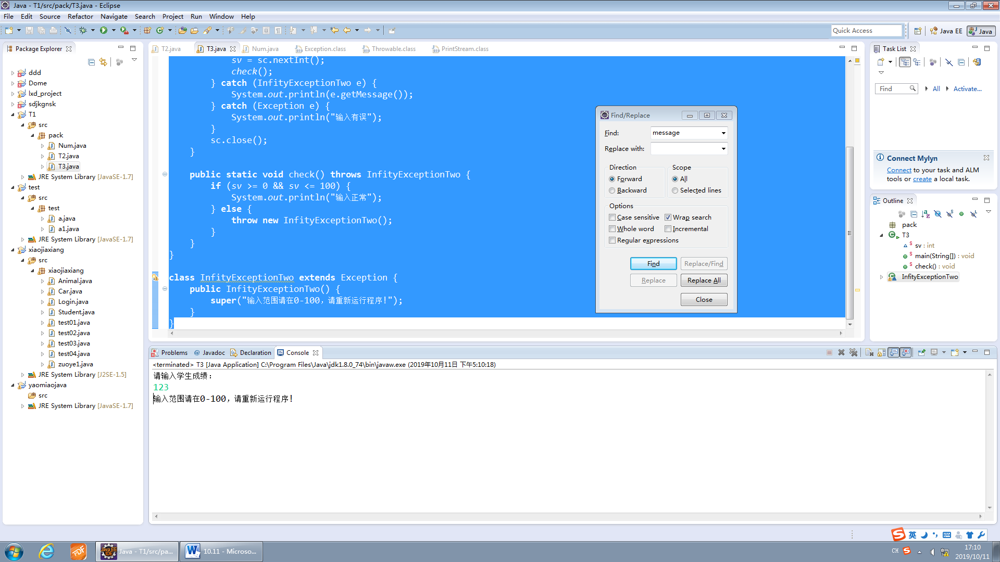 Java - T1/src/pack/T3.java - Eclipse
File Edit Source Refactor Navigate Search Project Run Window Help
Quick Access
Java EE
Java
Package Explorer
ddd
Dome
lxd_project
sdjkgnsk
T1
src
pack
Num.java
T2.java
T3.java
JRE System Library [JavaSE-1.7]
test
src
test
a.java
a1.java
JRE System Library [JavaSE-1.7]
xiaojiaxiang
src
xiaojiaxiang
Animal.java
Car.java
Login.java
Student.java
test01.java
test02.java
test03.java
test04.java
zuoye1.java
JRE System Library [J2SE-1.5]
yaomiaojava
src
JRE System Library [JavaSE-1.7]
T2.java T3.java Num.java Exception.class Throwable.class PrintStream.class
sv = sc.nextInt();
check();
} catch (InfityExceptionTwo e) {
System.out.println(e.getMessage());
} catch (Exception e) {
System.out.println("输入有误");
}
sc.close();
}
public static void check() throws InfityExceptionTwo {
if (sv >= 0 && sv <= 100) {
System.out.println("输入正常");
} else {
throw new InfityExceptionTwo();
}
}
}
class InfityExceptionTwo extends Exception {
public InfityExceptionTwo() {
super("输入范围请在0-100，请重新运行程序!");
}
}
Find/Replace
Find: message
Replace with:
Direction
Forward
Backward
Scope
All
Selected lines
Options
Case sensitive Wrap search
Whole word Incremental
Regular expressions
Find Replace/Find
Replace Replace All
Close
Task List
Find All Activate...
Connect Mylyn
Connect to your task and ALM
tools or create a local task.
Outline
pack
T3
sv : int
main(String[]) : void
check() : void
InfityExceptionTwo
Problems @ Javadoc Declaration Console
<terminated> T3 [Java Application] C:\Program Files\Java\jdk1.8.0_74\bin\javaw.exe (2019年10月11日 下午5:10:18)
请输入学生成绩：
123
输入范围请在0-100，请重新运行程序!
英
Java - T1/src/pa...
10.11 - Microso...
CH
17:10
2019/10/11